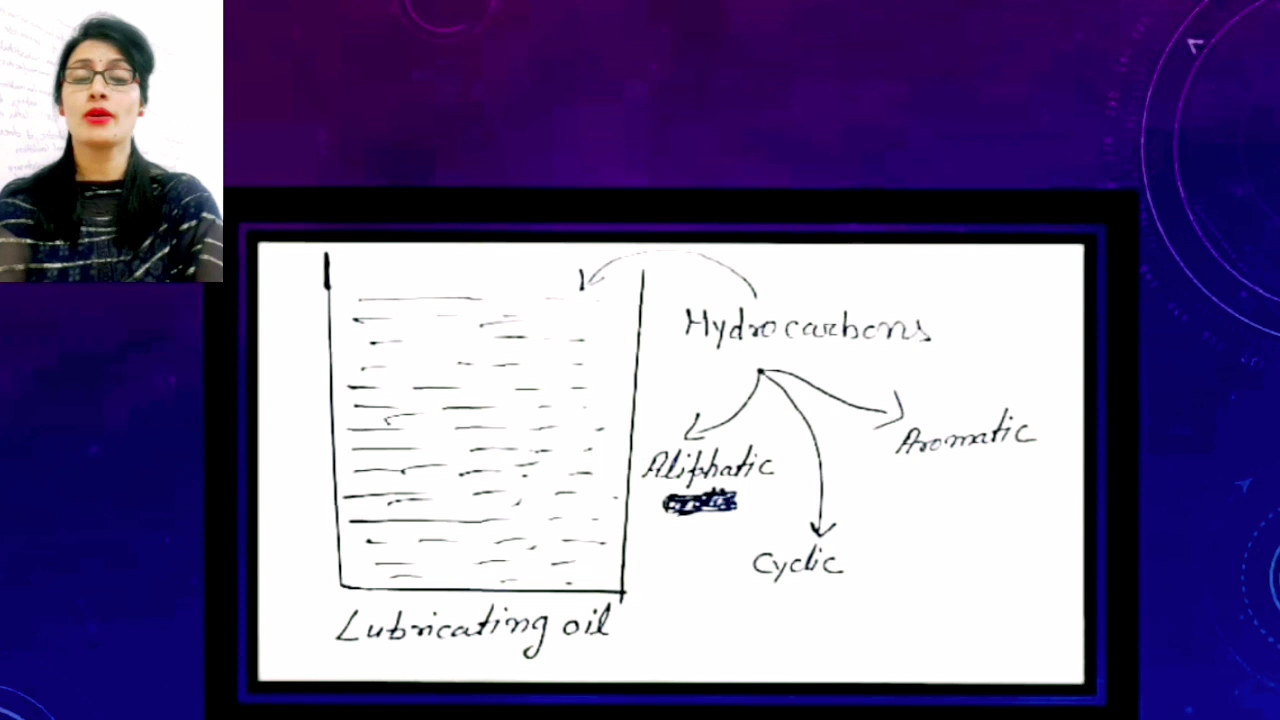 Hydrocarbons
Aliphatic
Aromatic
Cyclic
Lubricating oil